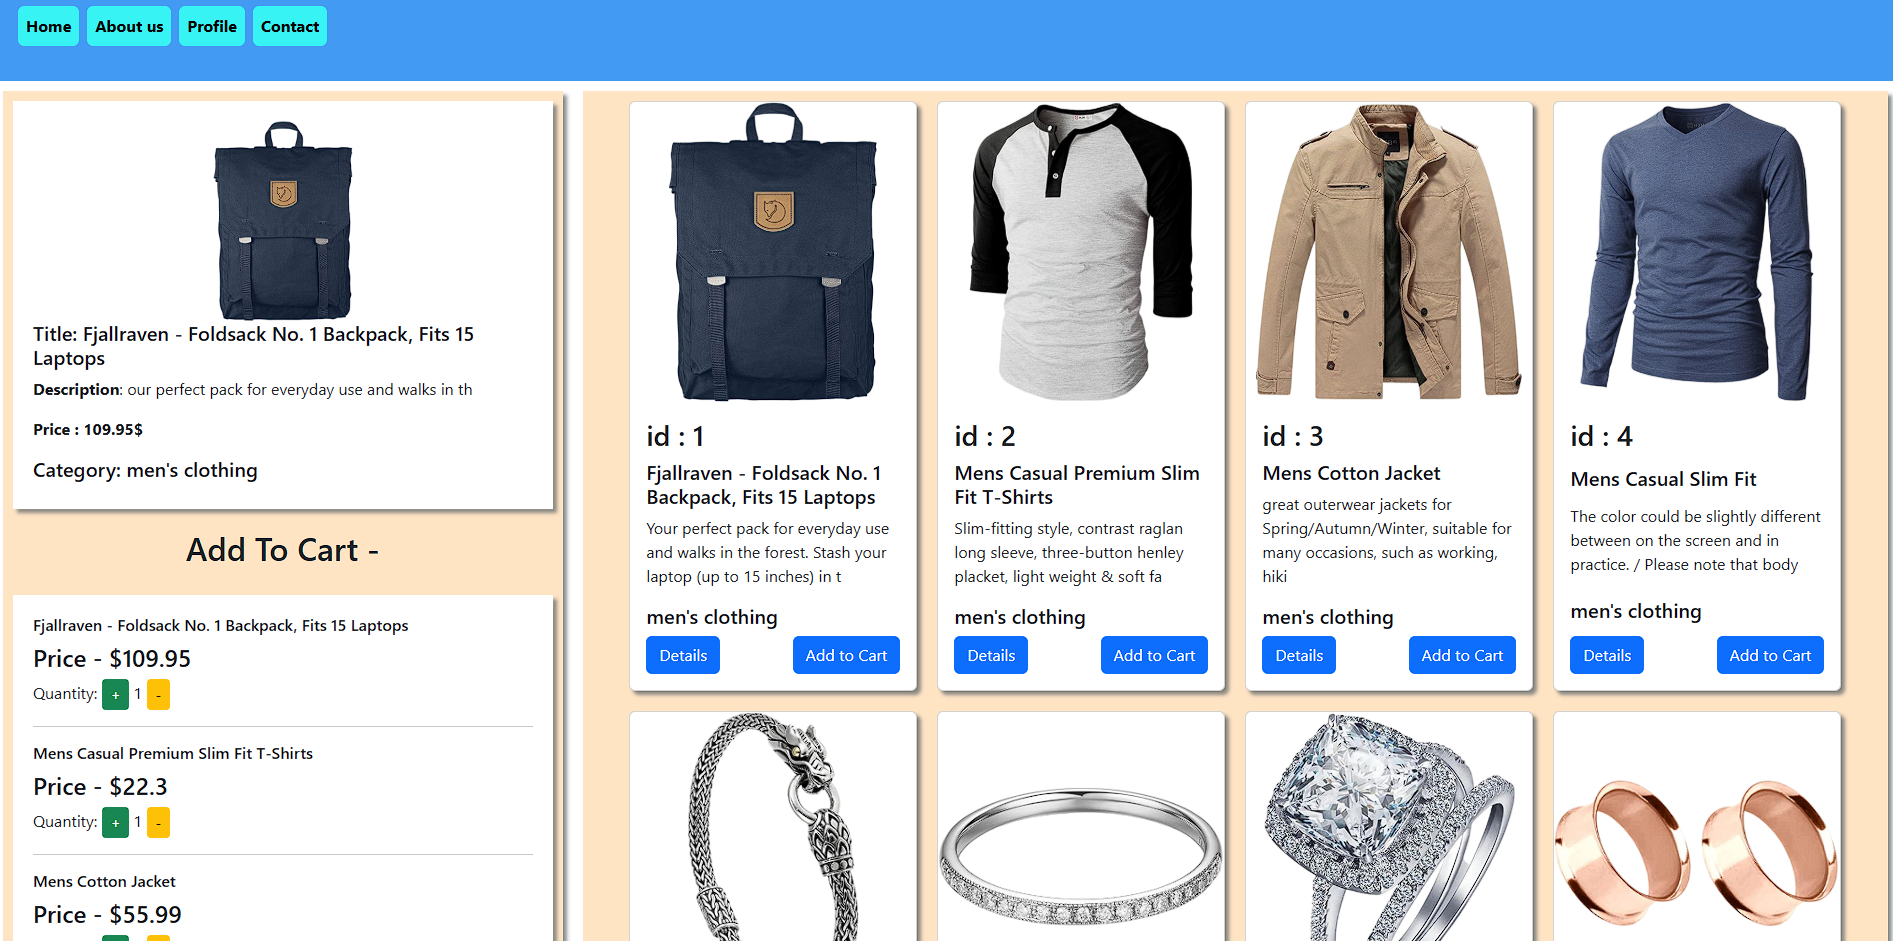 Home About us Profile Contact
Title: Fjallraven - Foldsack No. 1 Backpack, Fits 15
Laptops
Description: our perfect pack for everyday use and walks in th
Price : 109.95$
Category: men's clothing
Add To Cart -
Fjallraven - Foldsack No. 1 Backpack, Fits 15 Laptops
Price - $109.95
Quantity: + 1 -
Mens Casual Premium Slim Fit T-Shirts
Price - $22.3
Quantity: + 1 -
Mens Cotton Jacket
Price - $55.99
id : 1
Fjallraven - Foldsack No. 1
Backpack, Fits 15 Laptops
Your perfect pack for everyday use
and walks in the forest. Stash your
laptop (up to 15 inches) in t
men's clothing
Details Add to Cart
id : 2
Mens Casual Premium Slim
Fit T-Shirts
Slim-fitting style, contrast raglan
long sleeve, three-button henley
placket, light weight & soft fa
men's clothing
Details Add to Cart
id : 3
Mens Cotton Jacket
great outerwear jackets for
Spring/Autumn/Winter, suitable for
many occasions, such as working,
hiki
men's clothing
Details Add to Cart
id : 4
Mens Casual Slim Fit
The color could be slightly different
between on the screen and in
practice. / Please note that body
men's clothing
Details Add to Cart